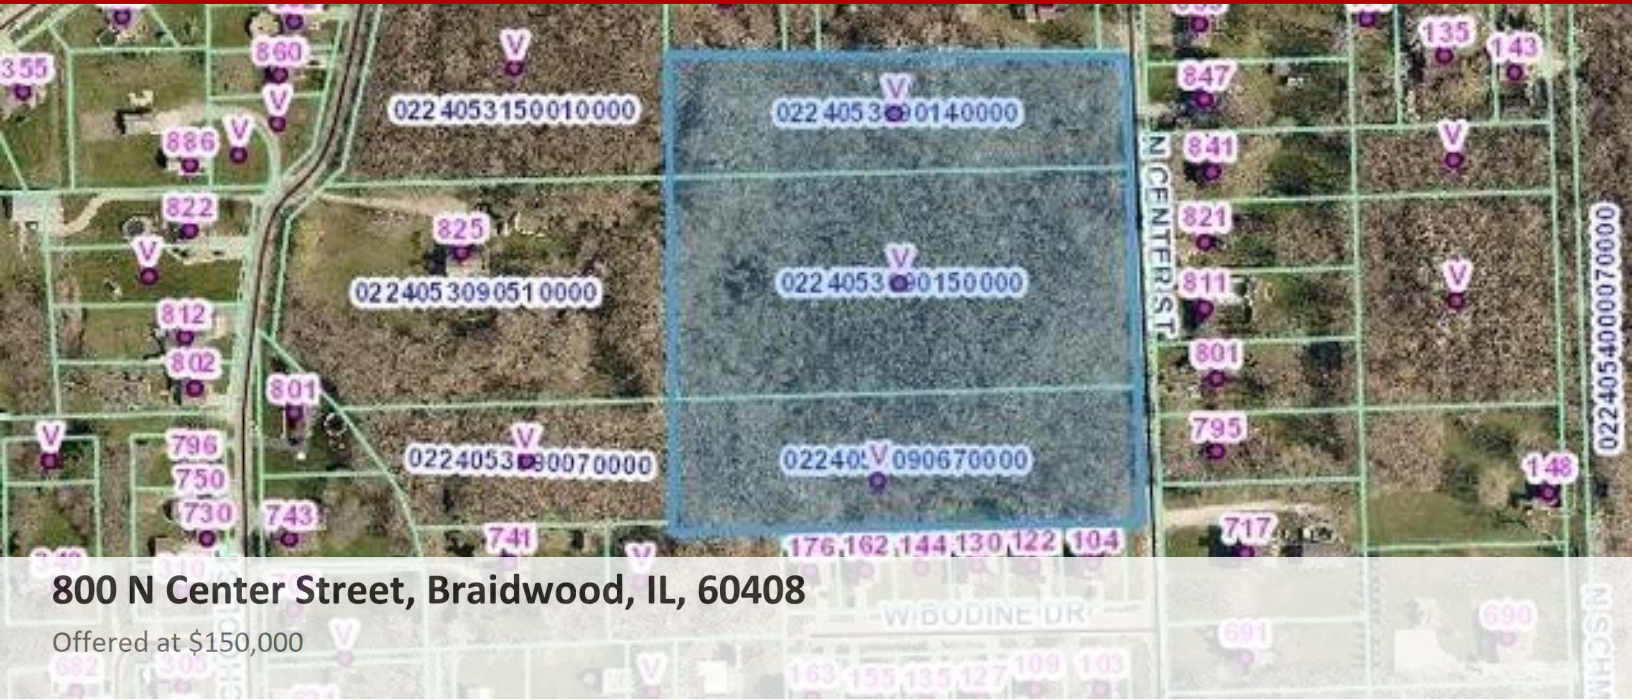 135
143
860
V
V
355
847
V
0224053150010000
V
886
V
841
V
N CENTER ST
822
825
821
V
V
811
V
0224053090510000
0224054000070000
812
801
802
801
V
V
796
795
0224053090070000
V
148
750
730
743
741
717
176 162 144 130 122 104
V
340
310
800 N Center Street, Braidwood, IL, 60408
W BODINE DR
690
Offered at $150,000
V
691
682
305
V
163 155 135 127 109 103